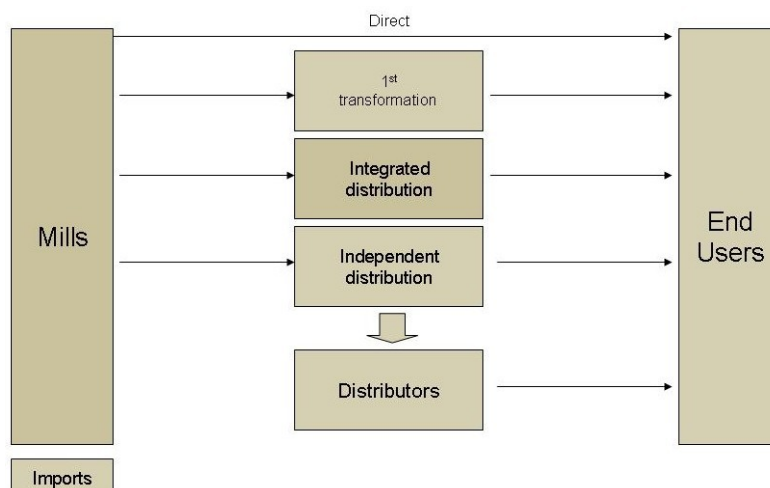 Direct
1st
transformation
Integrated
distribution
Mills
End
Users
Independent
distribution
Distributors
Imports